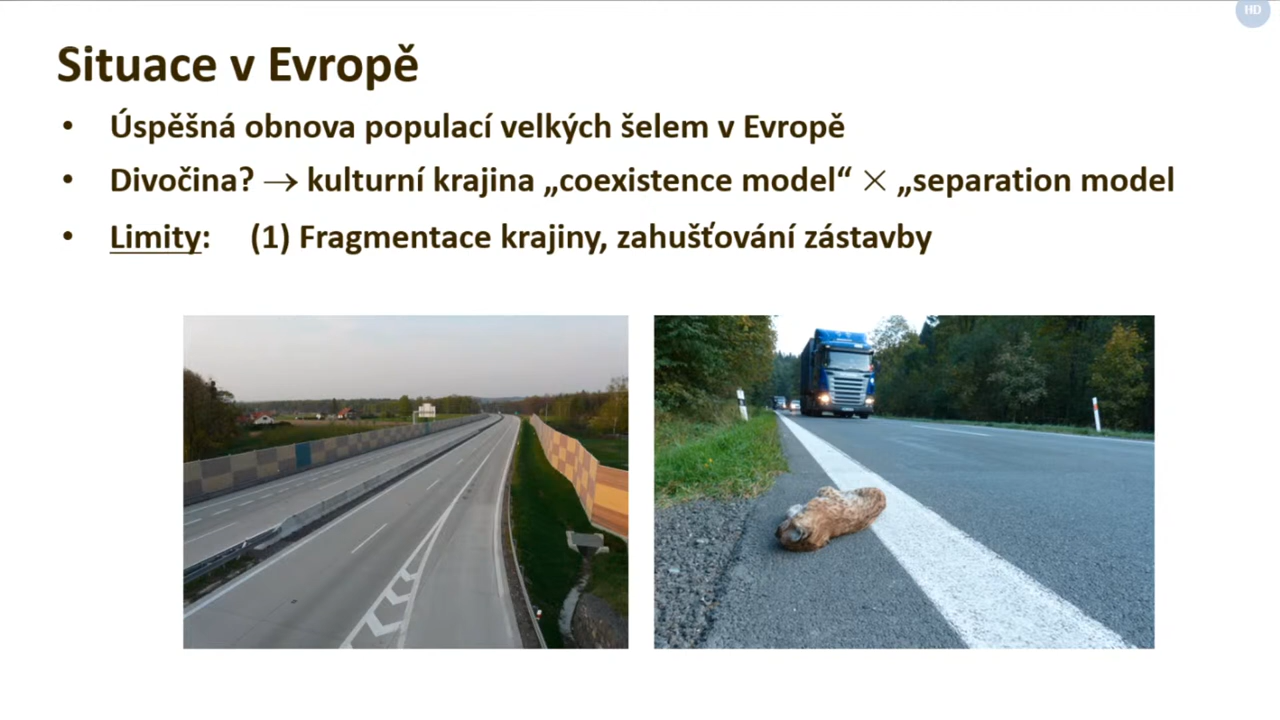 HD
Situace v Evropě
• Úspěšná obnova populací velkých šelem v Evropě
• Divočina? → kulturní krajina „coexistence model“ × „separation model
• Limity: (1) Fragmentace krajiny, zahušťování zástavby